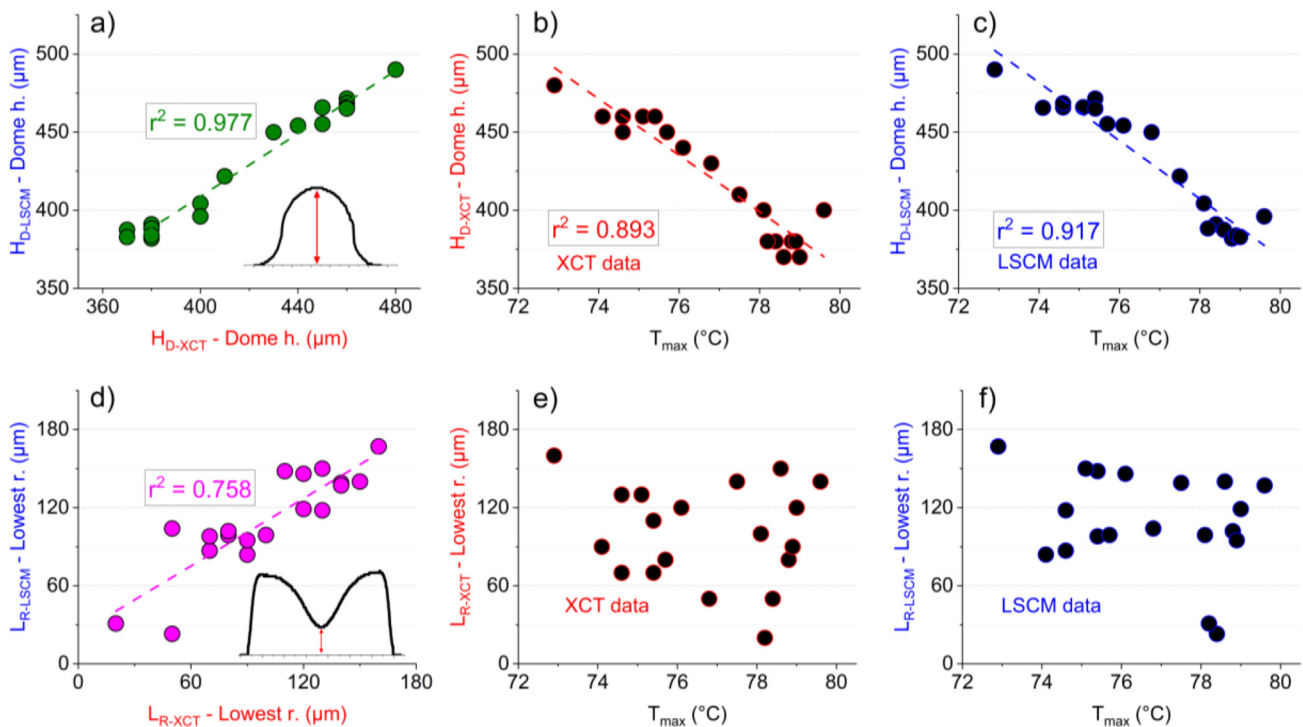 a)
H_D-LSCM - Dome h. (µm)
500
450
400
350
r² = 0.977
360
400
440
480
H_D-XCT - Dome h. (µm)
b)
H_D-XCT - Dome h. (µm)
500
450
400
350
r² = 0.893
XCT data
72
74
76
78
80
T_max (°C)
c)
H_D-LSCM - Dome h. (µm)
500
450
400
350
r² = 0.917
LSCM data
72
74
76
78
80
T_max (°C)
d)
L_R-LSCM - Lowest r. (µm)
180
120
60
0
r² = 0.758
0
60
120
180
L_R-XCT - Lowest r. (µm)
e)
L_R-XCT - Lowest r. (µm)
180
120
60
0
XCT data
72
74
76
78
80
T_max (°C)
f)
L_R-LSCM - Lowest r. (µm)
180
120
60
0
LSCM data
72
74
76
78
80
T_max (°C)